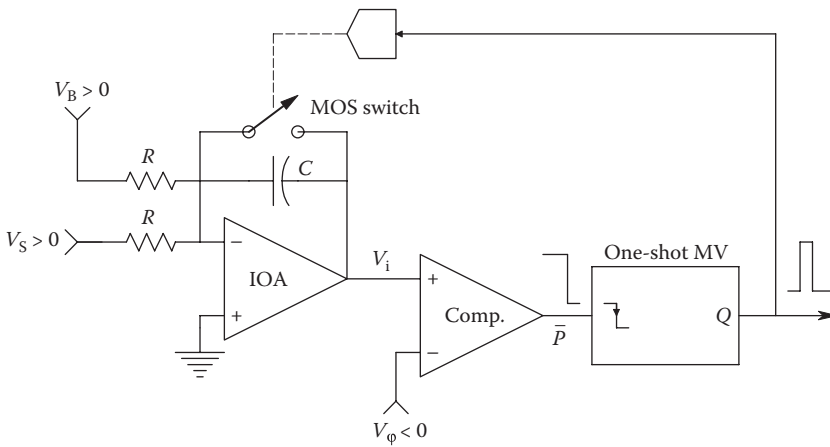 V_B > 0
MOS switch
R
C
R
V_S > 0
−
IOA
+
V_i
+
Comp.
−
V_φ < 0
P̅
One-shot MV
Q